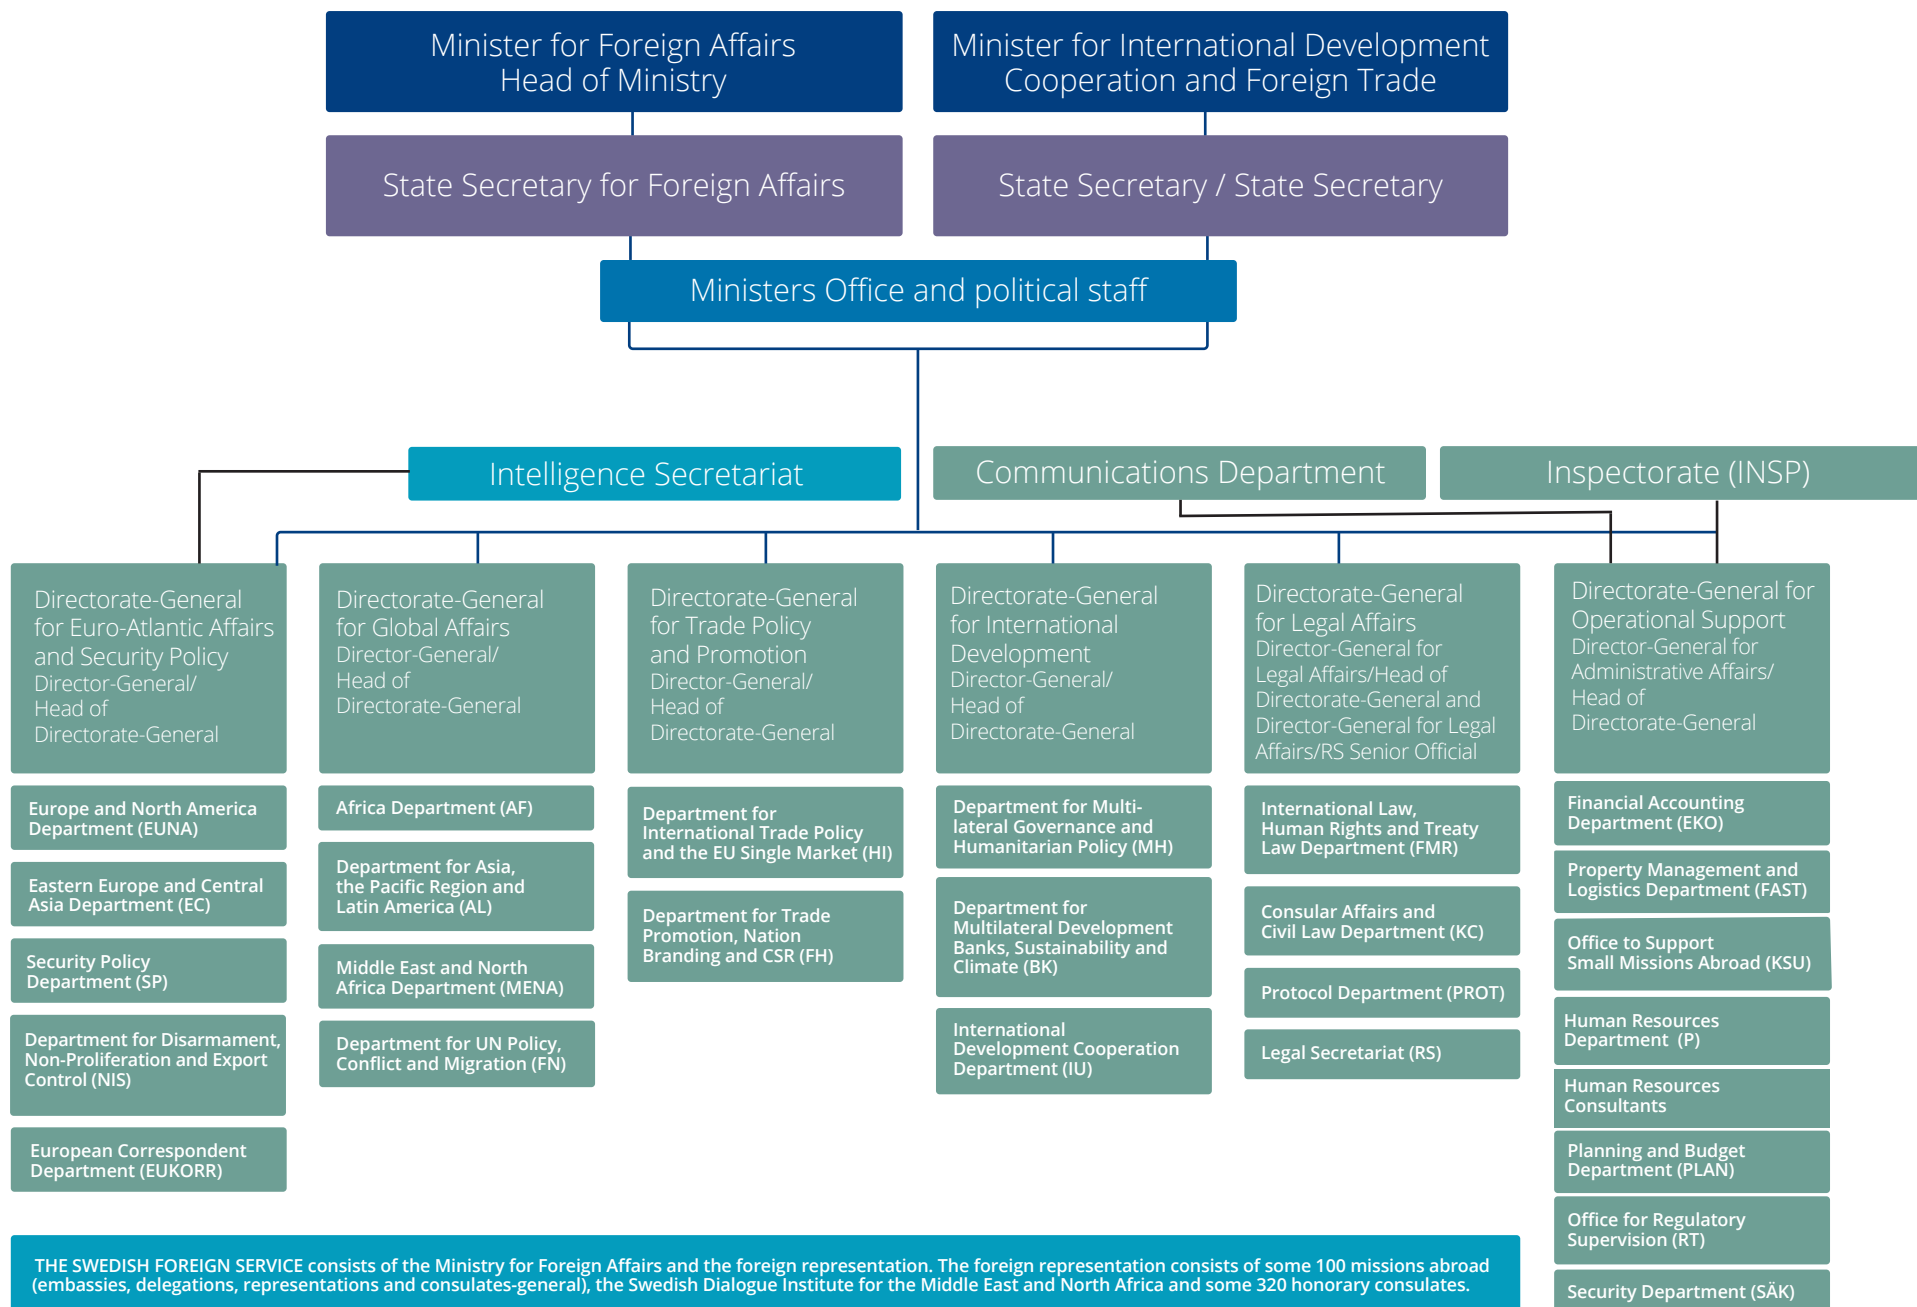 Minister for Foreign Affairs
Head of Ministry
Minister for International Development
Cooperation and Foreign Trade
State Secretary for Foreign Affairs
State Secretary / State Secretary
Ministers Office and political staff
Intelligence Secretariat
Communications Department
Inspectorate (INSP)
Directorate-General
for Euro-Atlantic Affairs
and Security Policy
Director-General/
Head of
Directorate-General
Europe and North America
Department (EUNA)
Eastern Europe and Central
Asia Department (EC)
Security Policy
Department (SP)
Department for Disarmament,
Non-Proliferation and Export
Control (NIS)
European Correspondent
Department (EUKORR)
Directorate-General
for Global Affairs
Director-General/
Head of
Directorate-General
Africa Department (AF)
Department for Asia,
the Pacific Region and
Latin America (AL)
Middle East and North
Africa Department (MENA)
Department for UN Policy,
Conflict and Migration (FN)
Directorate-General
for Trade Policy
and Promotion
Director-General/
Head of
Directorate-General
Department for
International Trade Policy
and the EU Single Market (HI)
Department for Trade
Promotion, Nation
Branding and CSR (FH)
Directorate-General
for International
Development
Director-General/
Head of
Directorate-General
Department for Multi-
lateral Governance and
Humanitarian Policy (MH)
Department for
Multilateral Development
Banks, Sustainability and
Climate (BK)
International
Development Cooperation
Department (IU)
Directorate-General
for Legal Affairs
Director-General for
Legal Affairs/Head of
Directorate-General and
Director-General for Legal
Affairs/RS Senior Official
International Law,
Human Rights and Treaty
Law Department (FMR)
Consular Affairs and
Civil Law Department (KC)
Protocol Department (PROT)
Legal Secretariat (RS)
Directorate-General for
Operational Support
Director-General for
Administrative Affairs/
Head of
Directorate-General
Financial Accounting
Department (EKO)
Property Management and
Logistics Department (FAST)
Office to Support
Small Missions Abroad (KSU)
Human Resources
Department (P)
Human Resources
Consultants
Planning and Budget
Department (PLAN)
Office for Regulatory
Supervision (RT)
Security Department (SÄK)
THE SWEDISH FOREIGN SERVICE consists of the Ministry for Foreign Affairs and the foreign representation. The foreign representation consists of some 100 missions abroad
(embassies, delegations, representations and consulates-general), the Swedish Dialogue Institute for the Middle East and North Africa and some 320 honorary consulates.